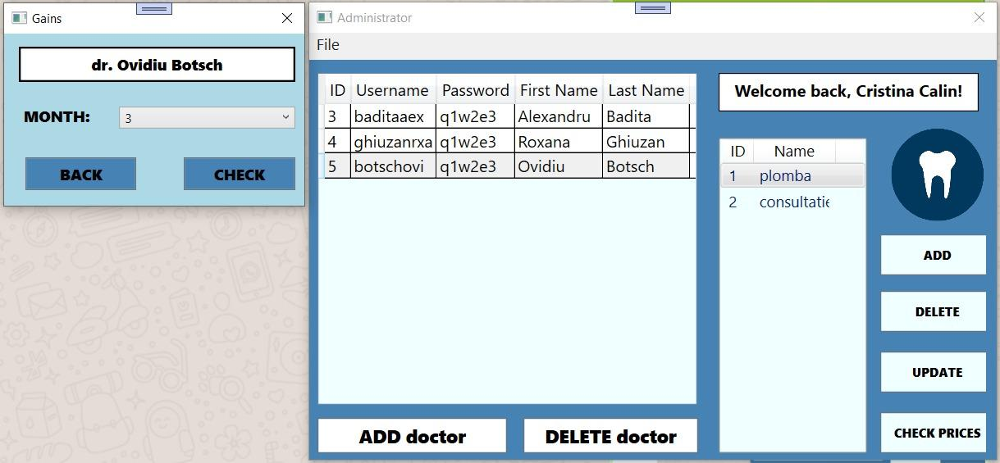 Gains
dr. Ovidiu Botsch
MONTH: 3
BACK CHECK
Administrator
File
ID Username Password First Name Last Name
3 baditaaex q1w2e3 Alexandru Badita
4 ghiuzanrxa q1w2e3 Roxana Ghiuzan
5 botschovi q1w2e3 Ovidiu Botsch
ADD doctor DELETE doctor
Welcome back, Cristina Calin!
ID Name
1 plomba
2 consultatie
ADD
DELETE
UPDATE
CHECK PRICES